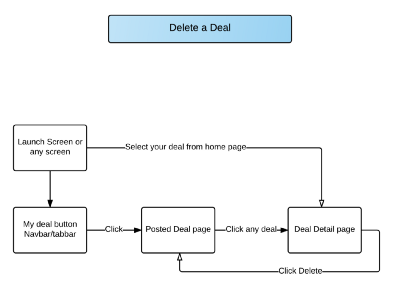 Delete a Deal
Launch Screen or
any screen
Select your deal from home page
My deal button
Navbar/tabbar
Click
Posted Deal page
Click any deal
Deal Detail page
Click Delete